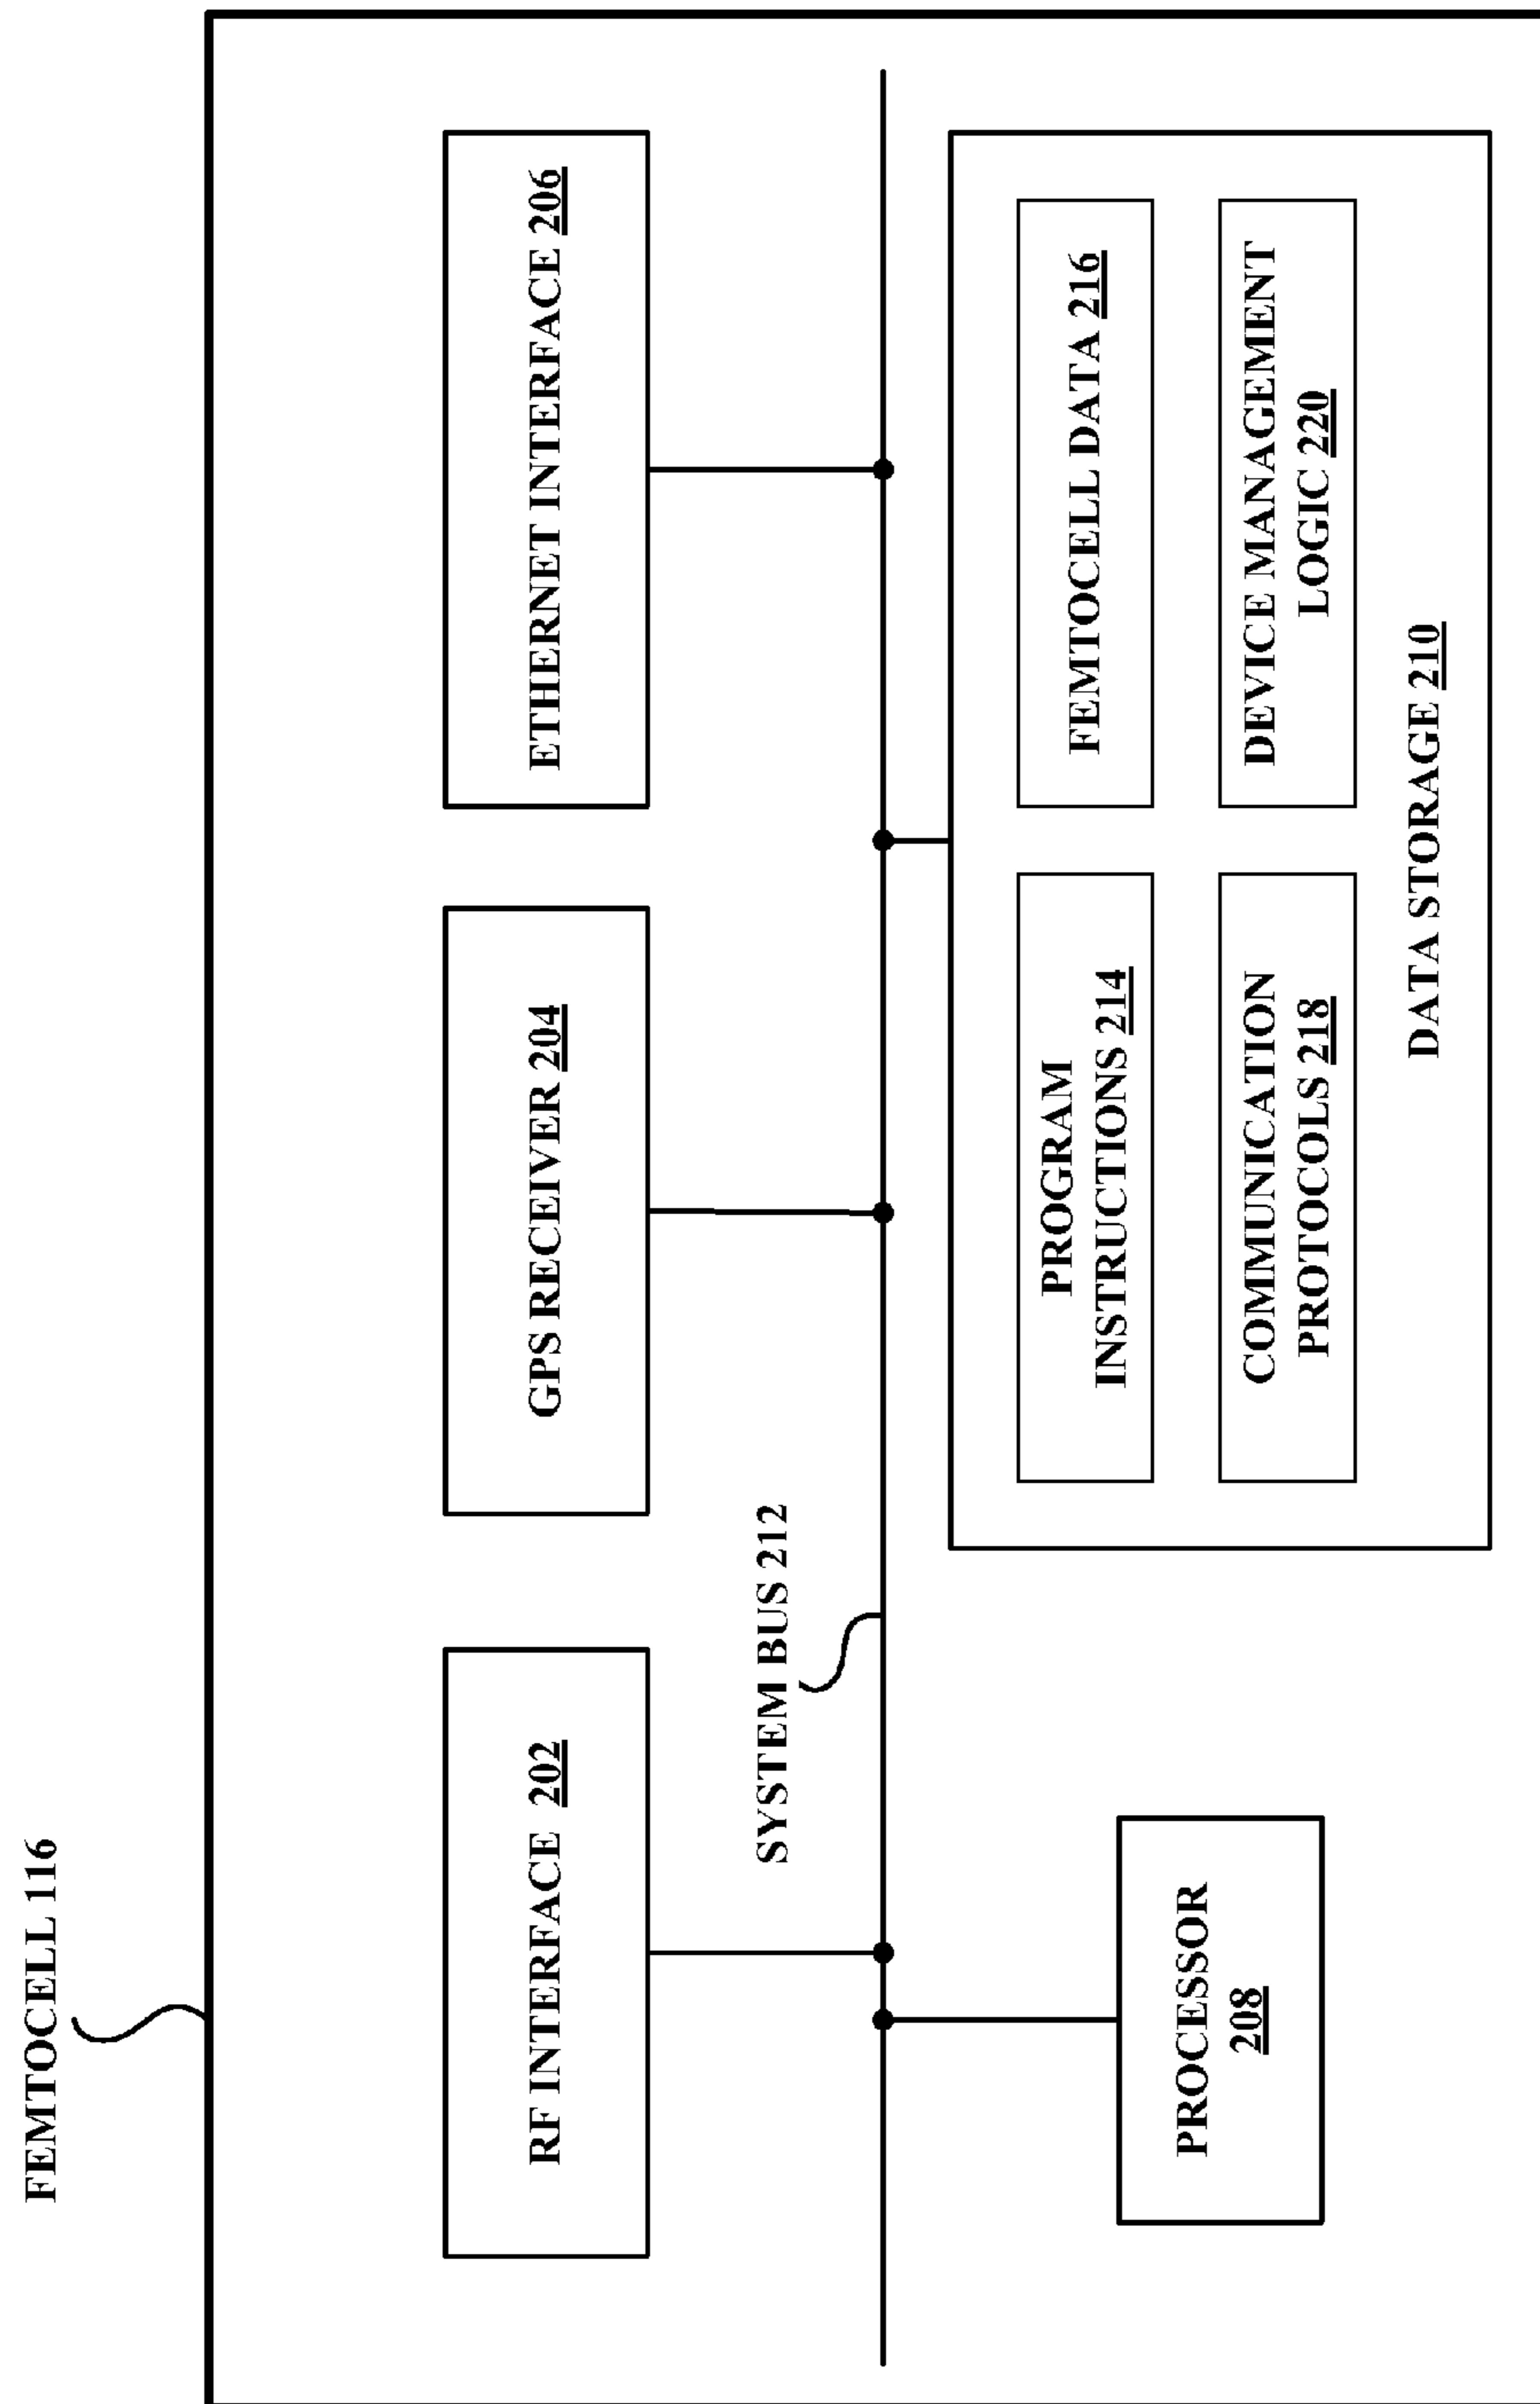 FEMTOCELL 116
RF INTERFACE 202
GPS RECEIVER 204
ETHERNET INTERFACE 206
SYSTEM BUS 212
PROCESSOR
208
PROGRAM
INSTRUCTIONS 214
FEMTOCELL DATA 216
COMMUNICATION
PROTOCOLS 218
DEVICE MANAGEMENT
LOGIC 220
DATA STORAGE 210